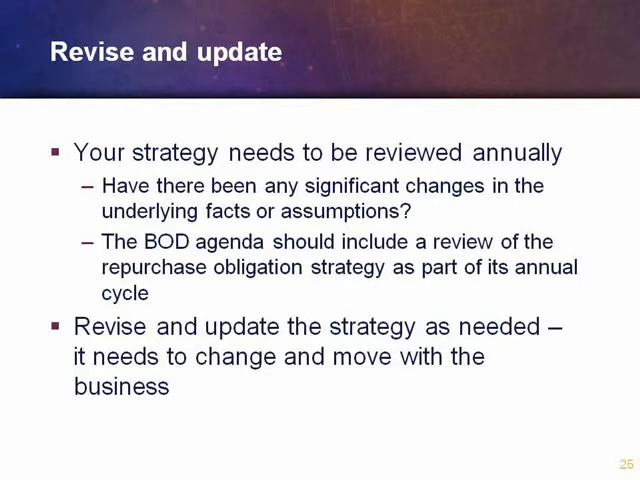 Revise and update
▪ Your strategy needs to be reviewed annually
– Have there been any significant changes in the
underlying facts or assumptions?
– The BOD agenda should include a review of the
repurchase obligation strategy as part of its annual
cycle
▪ Revise and update the strategy as needed –
it needs to change and move with the
business
25